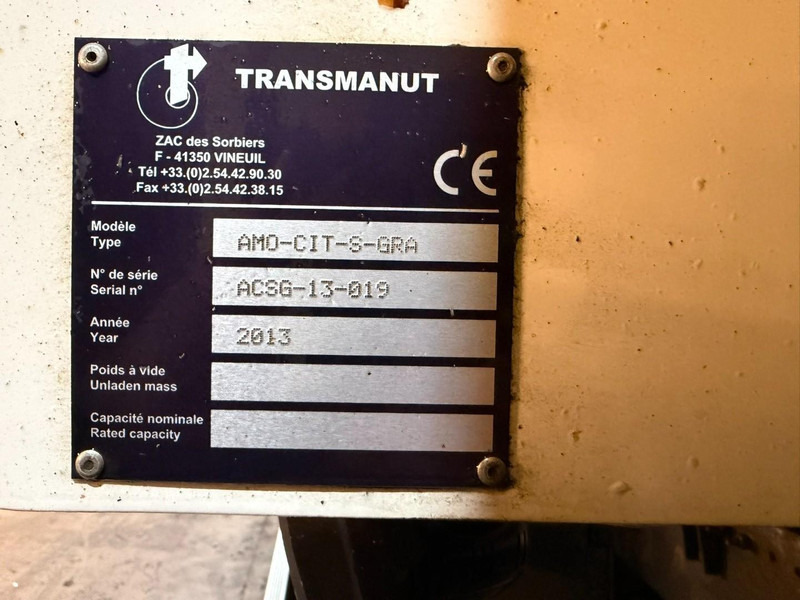 TRANSMANUT
ZAC des Sorbiers
F - 41350 VINEUIL
Tél +33.(0)2.54.42.90.30
Fax +33.(0)2.54.42.38.15
CE
Modèle
Type
AMO-CIT-S-GRA
N° de série
Serial n°
ACSG-13-019
Année
Year
2013
Poids à vide
Unladen mass
Capacité nominale
Rated capacity